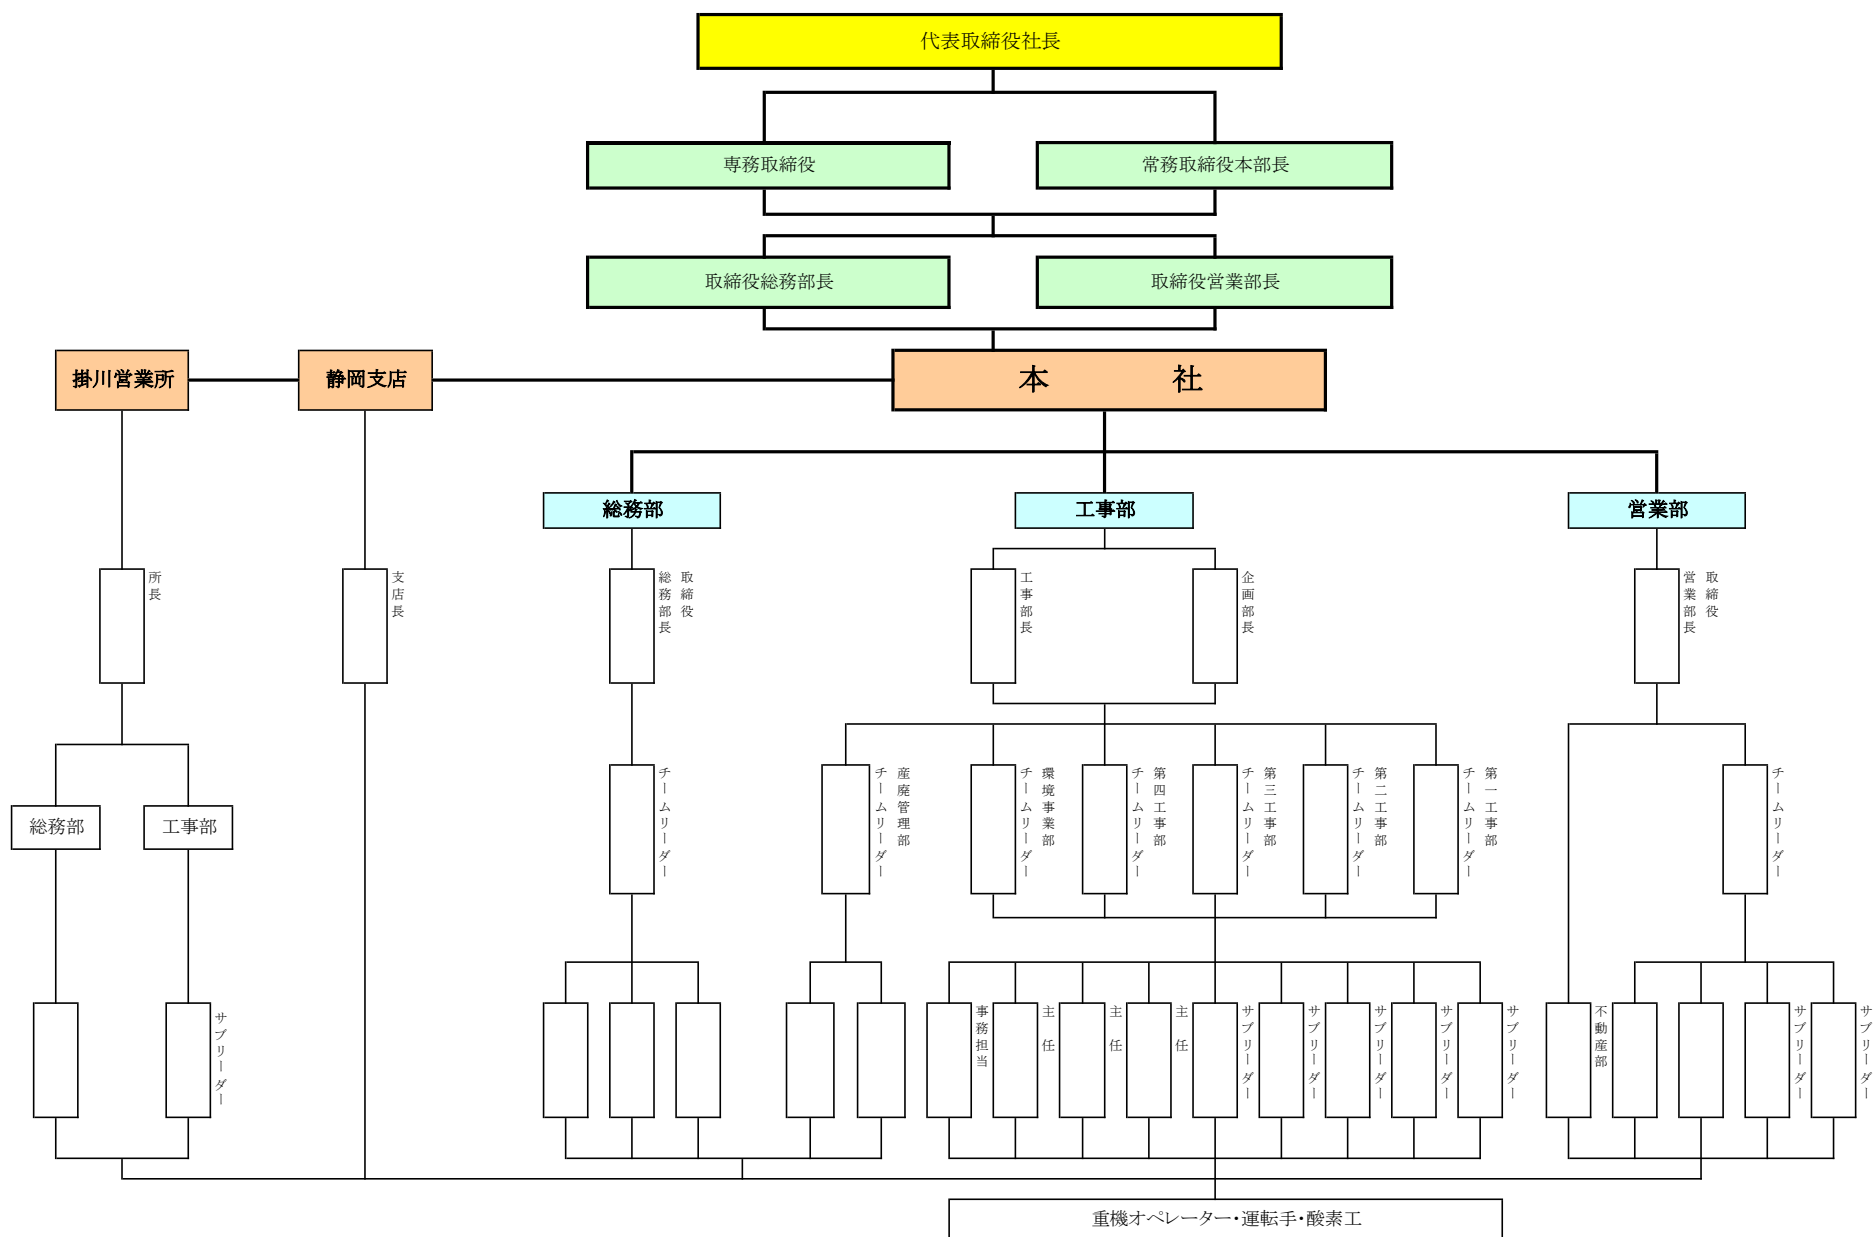 代表取締役社長
専務取締役
常務取締役本部長
取締役総務部長
取締役営業部長
掛川営業所
静岡支店
本　社
総務部
工事部
営業部
所長
支店長
取締役
総務部長
工事部長
企画部長
取締役
営業部長
総務部
工事部
チームリーダー
産廃管理部
チームリーダー
環境事業部
チームリーダー
第四工事部
チームリーダー
第三工事部
チームリーダー
第二工事部
チームリーダー
第一工事部
チームリーダー
チームリーダー
サブリーダー
事務担当
主任
主任
主任
サブリーダー
サブリーダー
サブリーダー
サブリーダー
サブリーダー
不動産部
サブリーダー
サブリーダー
重機オペレーター・運転手・酸素工